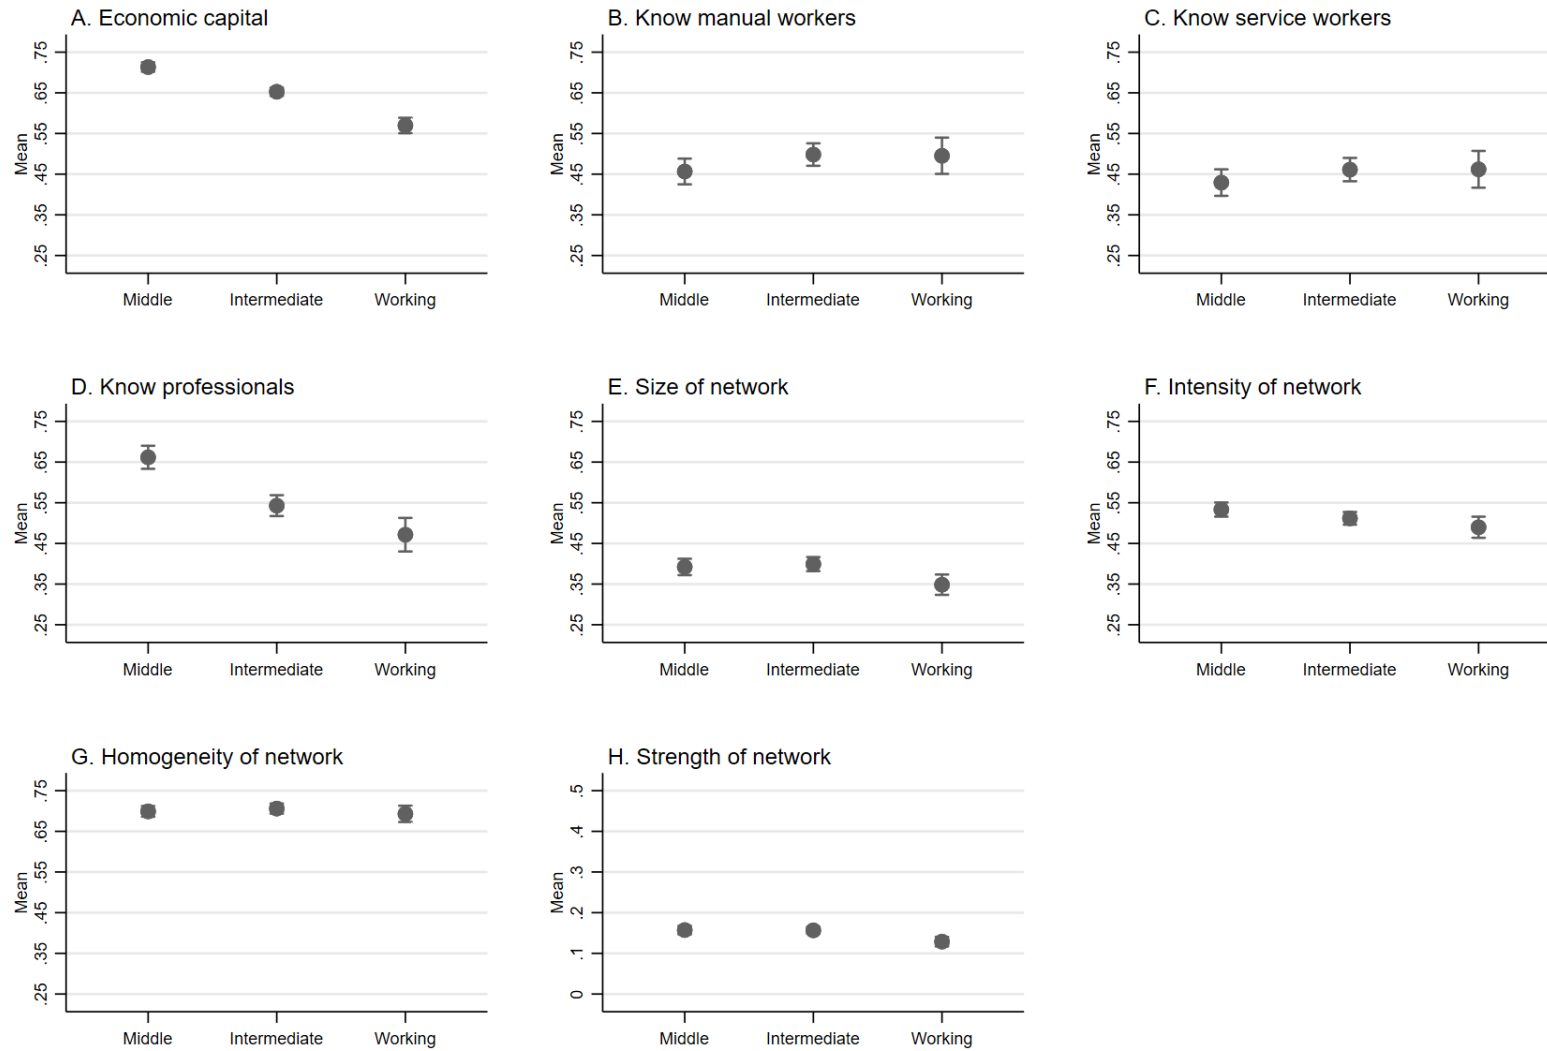 A. Economic capital
Mean
.25 .35 .45 .55 .65 .75
Middle Intermediate Working
B. Know manual workers
Mean
.25 .35 .45 .55 .65 .75
Middle Intermediate Working
C. Know service workers
Mean
.25 .35 .45 .55 .65 .75
Middle Intermediate Working
D. Know professionals
Mean
.25 .35 .45 .55 .65 .75
Middle Intermediate Working
E. Size of network
Mean
.25 .35 .45 .55 .65 .75
Middle Intermediate Working
F. Intensity of network
Mean
.25 .35 .45 .55 .65 .75
Middle Intermediate Working
G. Homogeneity of network
Mean
.25 .35 .45 .55 .65 .75
Middle Intermediate Working
H. Strength of network
Mean
0 .1 .2 .3 .4 .5
Middle Intermediate Working